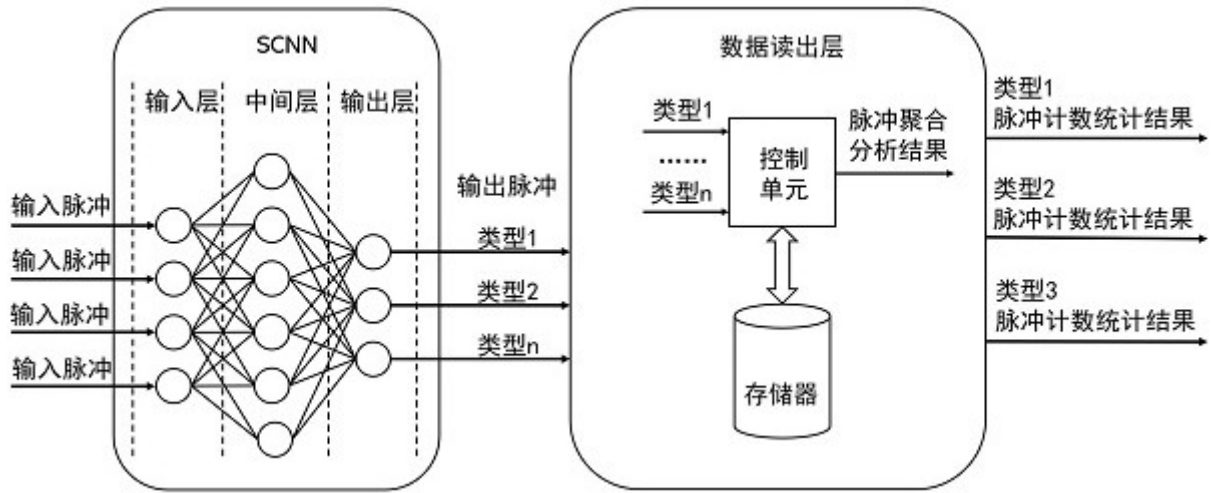 SCNN
输入层
中间层
输出层
输入脉冲
输入脉冲
输入脉冲
输入脉冲
输出脉冲
类型1
类型2
类型n
数据读出层
类型1
......
类型n
控制
单元
脉冲聚合
分析结果
存储器
类型1
脉冲计数统计结果
类型2
脉冲计数统计结果
类型3
脉冲计数统计结果